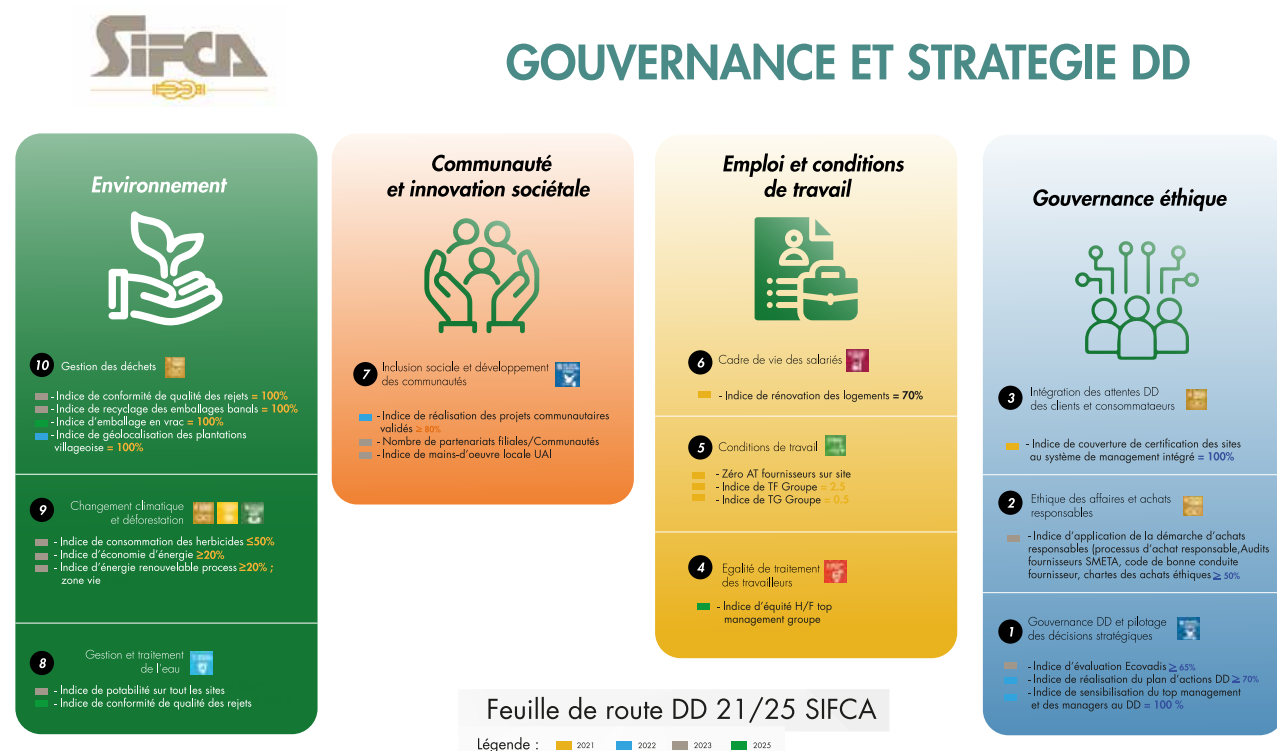 SIFCA
GOUVERNANCE ET STRATEGIE DD
Environnement
10 Gestion des déchets
- Indice de conformité de qualité des rejets = 100%
- Indice de recyclage des emballages banals = 100%
- Indice d'emballage en vrac = 100%
- Indice de géolocalisation des plantations
villageoise = 100%
9 Changement climatique
et déforestation
- Indice de consommation des herbicides ≤50%
- Indice d'économie d'énergie ≥20%
- Indice d'énergie renouvelable process ≥20% ;
zone vie
8 Gestion et traitement
de l'eau
- Indice de potabilité sur tout les sites
- Indice de conformité de qualité des rejets
Communauté
et innovation sociétale
7 Inclusion sociale et développement
des communautés
- Indice de réalisation des projets communautaires
validés ≥ 80%
- Nombre de partenariats filiales/Communautés
- Indice de mains-d'oeuvre locale UAI
Emploi et conditions
de travail
6 Cadre de vie des salariés
- Indice de rénovation des logements = 70%
5 Conditions de travail
- Zéro AT fournisseurs sur site
- Indice de TF Groupe = 2.5
- Indice de TG Groupe = 0.5
4 Egalité de traitement
des travailleurs
- Indice d'équité H/F top
management groupe
Gouvernance éthique
3 Intégration des attentes DD
des clients et consommataeurs
- Indice de couverture de certification des sites
au système de management intégré = 100%
2 Ethique des affaires et achats
responsables
- Indice d'application de la démarche d'achats
responsables (processus d'achat responsable,Audits
fournisseurs SMETA, code de bonne conduite
fournisseur, chartes des achats éthiques ≥ 50%
1 Gouvernance DD et pilotage
des décisions stratégiques
- Indice d'évaluation Ecovadis ≥ 65%
- Indice de réalisation du plan d'actions DD ≥ 70%
- Indice de sensibilisation du top management
et des managers au DD = 100 %
Feuille de route DD 21/25 SIFCA
Légende : 2021 2022 2023 2025